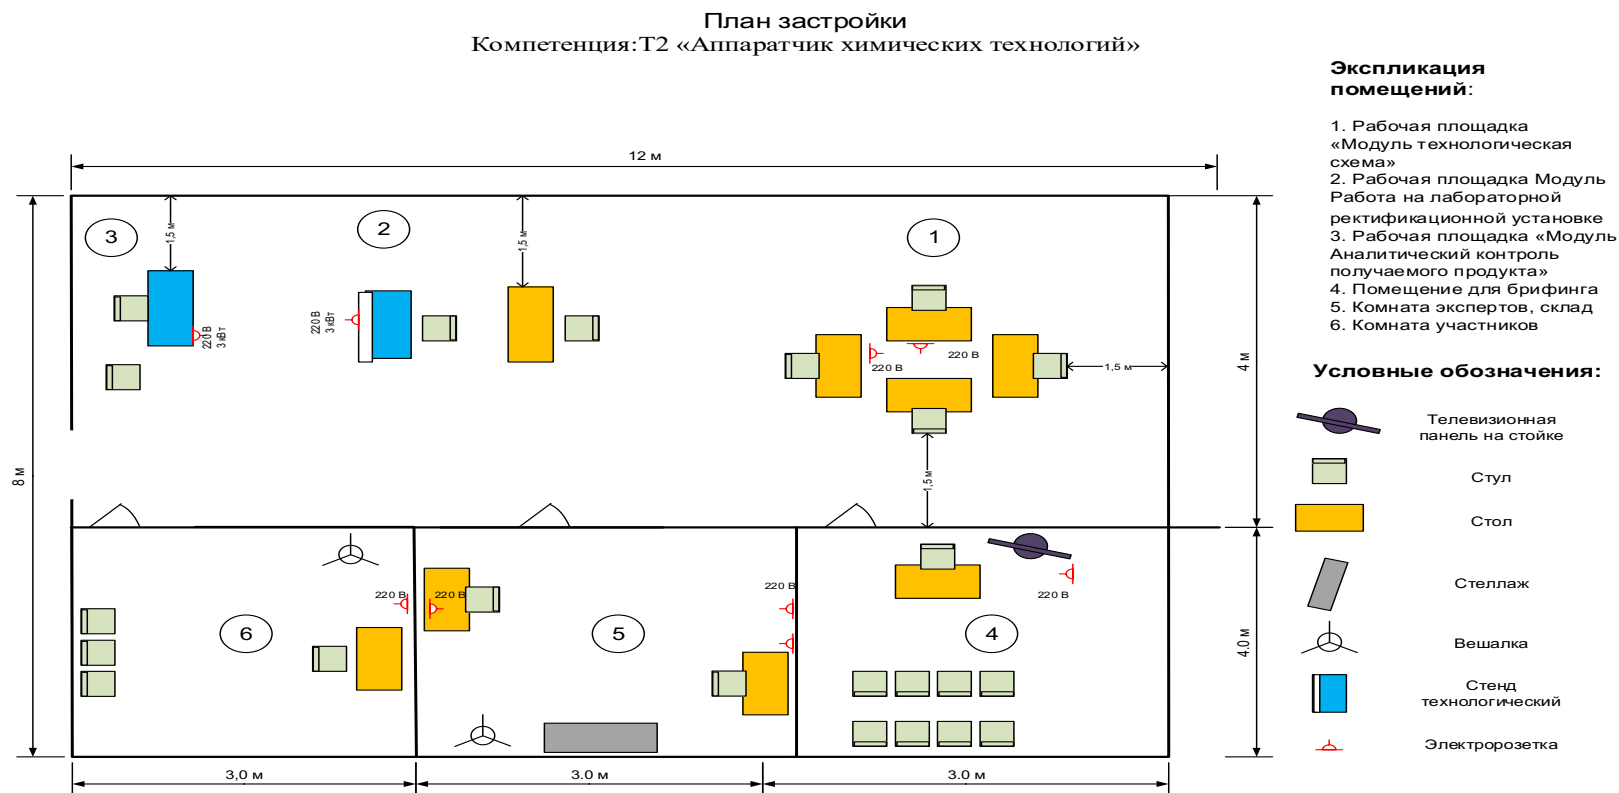 План застройки
Компетенция:Т2 «Аппаратчик химических технологий»
Экспликация
помещений:
1. Рабочая площадка
«Модуль технологическая
схема»
2. Рабочая площадка Модуль
Работа на лабораторной
ректификационной установке
3. Рабочая площадка «Модуль
Аналитический контроль
получаемого продукта»
4. Помещение для брифинга
5. Комната экспертов, склад
6. Комната участников
Условные обозначения:
Телевизионная
панель на стойке
Стул
Стол
Стеллаж
Вешалка
Стенд
технологический
Электророзетка
12 м
3
1,5 м
2
1,5 м
1
220 В
3 кВт
220 В
3 кВт
220 В
220 В
1,5 м
4 м
8 м
1,5 м
220 В
220 В
220 В
220 В
6
5
4
4.0 м
3,0 м
3.0 м
3.0 м